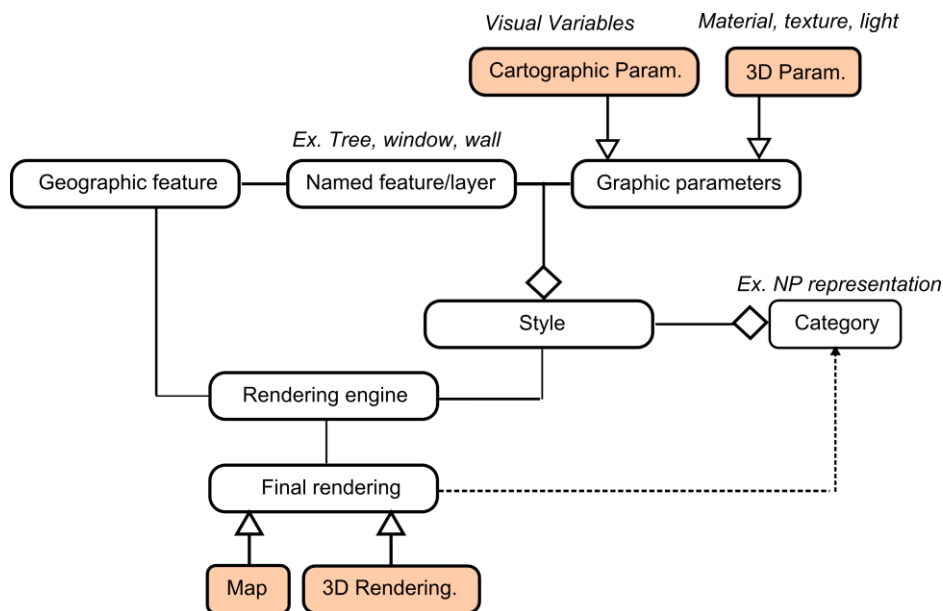 Visual Variables
Material, texture, light
Cartographic Param.
3D Param.
Ex. Tree, window, wall
Geographic feature
Named feature/layer
Graphic parameters
Ex. NP representation
Style
Category
Rendering engine
Final rendering
Map
3D Rendering.